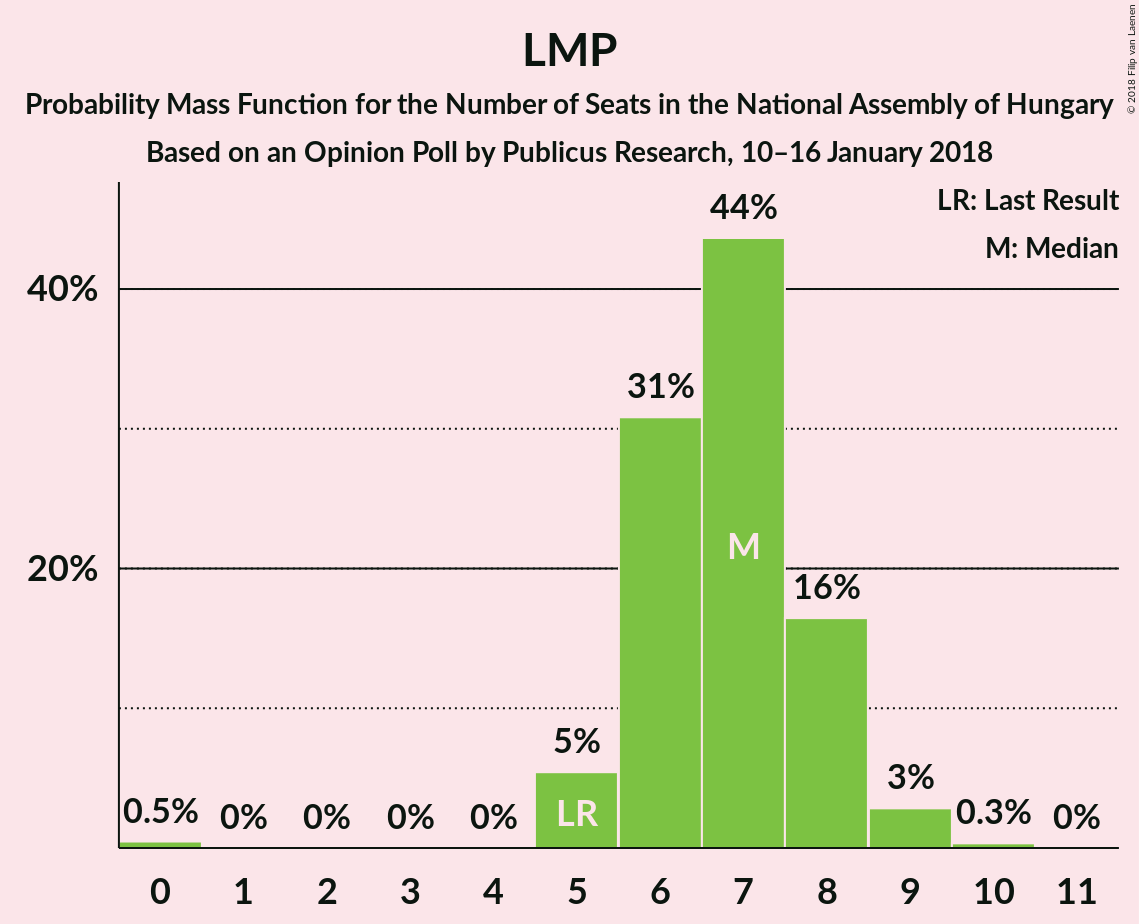 LMP
Probability Mass Function for the Number of Seats in the National Assembly of Hungary
Based on an Opinion Poll by Publicus Research, 10–16 January 2018
© 2018 Filip van Laenen
LR: Last Result
M: Median
40%
20%
0.5%
0%
0%
0%
0%
5%
31%
44%
16%
3%
0.3%
0%
LR
M
0 1 2 3 4 5 6 7 8 9 10 11